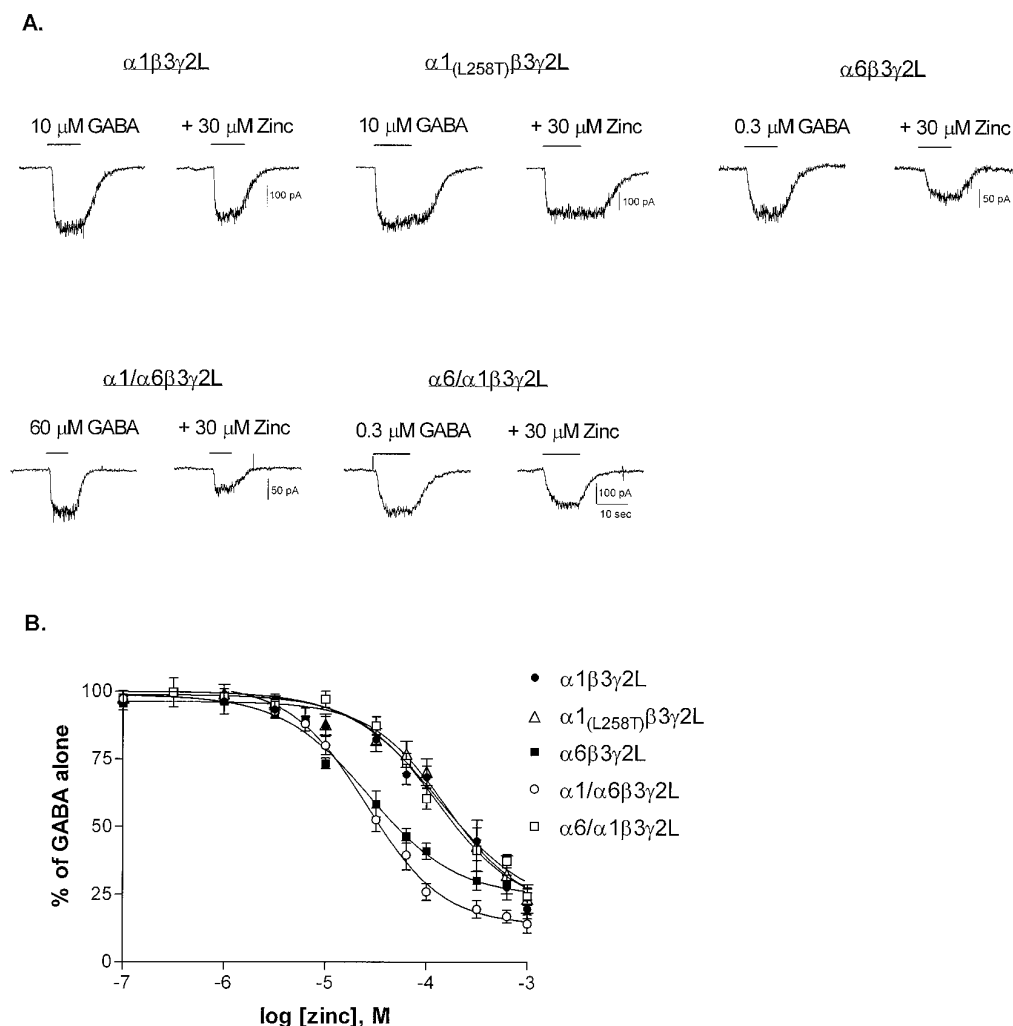 A.
α1β3γ2L α1(L258T)β3γ2L α6β3γ2L
10 μM GABA + 30 μM Zinc 10 μM GABA + 30 μM Zinc 0.3 μM GABA + 30 μM Zinc
100 pA 100 pA 50 pA
α1/α6β3γ2L α6/α1β3γ2L
60 μM GABA + 30 μM Zinc 0.3 μM GABA + 30 μM Zinc
50 pA 100 pA
10 sec
B.
% of GABA alone
100
75
50
25
0
-7 -6 -5 -4 -3
log [zinc], M
α1β3γ2L
α1(L258T)β3γ2L
α6β3γ2L
α1/α6β3γ2L
α6/α1β3γ2L